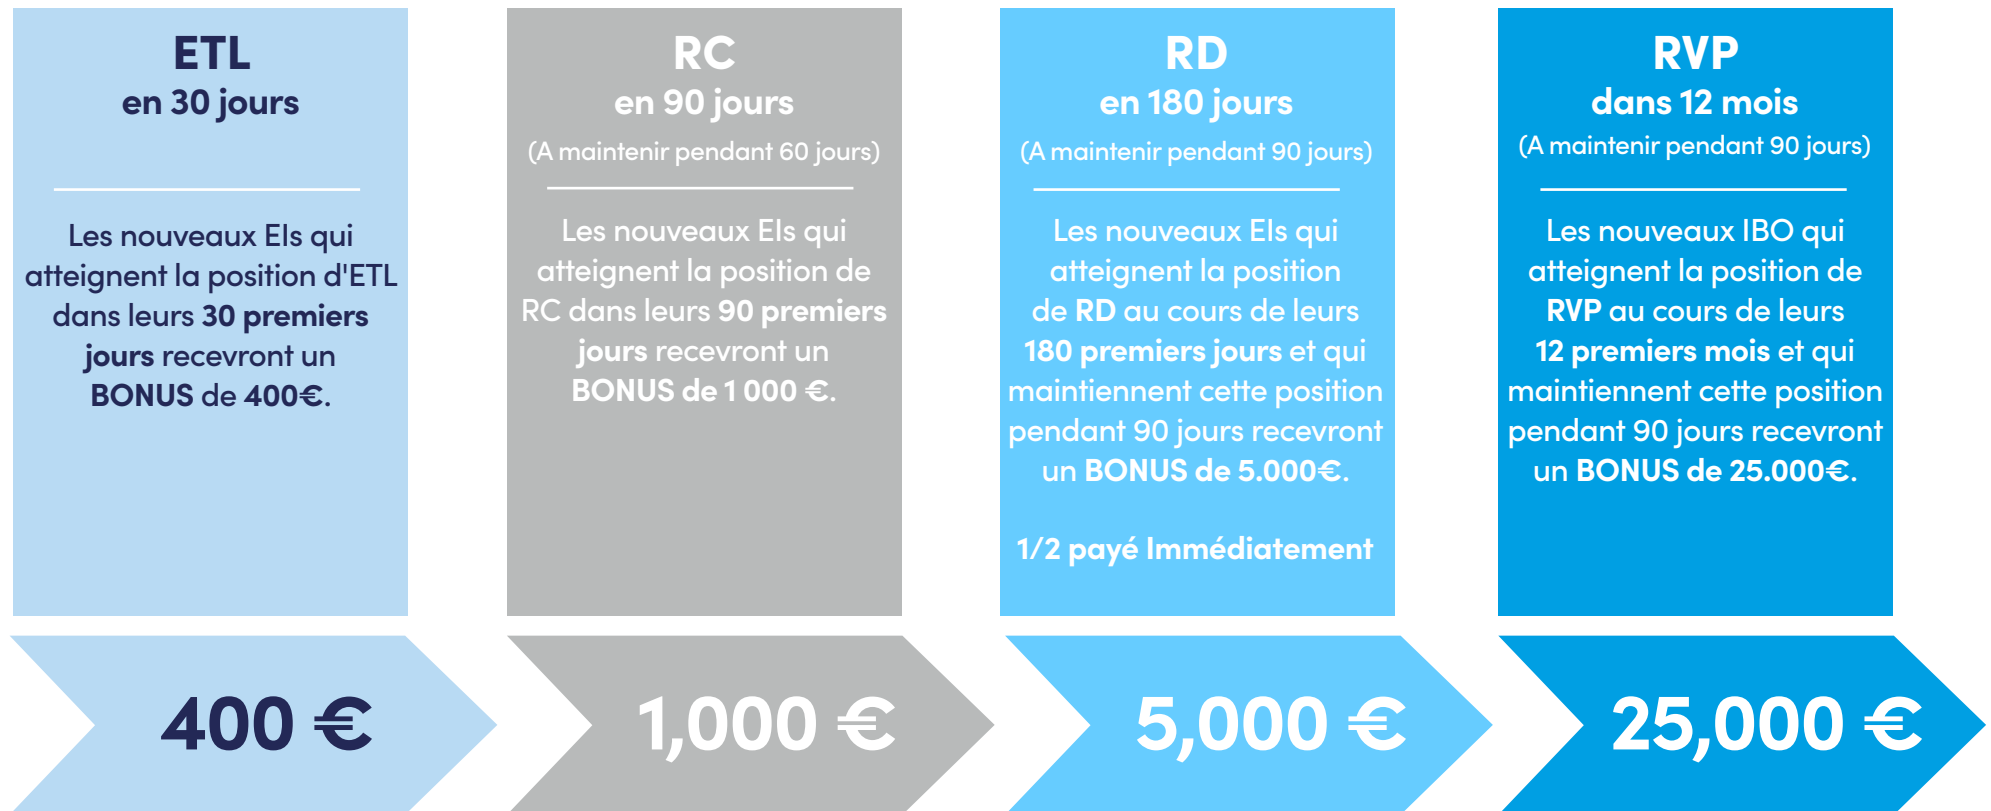 ETL
en 30 jours
Les nouveaux EIs qui
atteignent la position d'ETL
dans leurs 30 premiers
jours recevront un
BONUS de 400€.
400 €
RC
en 90 jours
(A maintenir pendant 60 jours)
Les nouveaux EIs qui
atteignent la position de
RC dans leurs 90 premiers
jours recevront un
BONUS de 1 000 €.
1,000 €
RD
en 180 jours
(A maintenir pendant 90 jours)
Les nouveaux EIs qui
atteignent la position
de RD au cours de leurs
180 premiers jours et qui
maintiennent cette position
pendant 90 jours recevront
un BONUS de 5.000€.
1/2 payé Immédiatement
5,000 €
RVP
dans 12 mois
(A maintenir pendant 90 jours)
Les nouveaux IBO qui
atteignent la position de
RVP au cours de leurs
12 premiers mois et qui
maintiennent cette position
pendant 90 jours recevront
un BONUS de 25.000€.
25,000 €